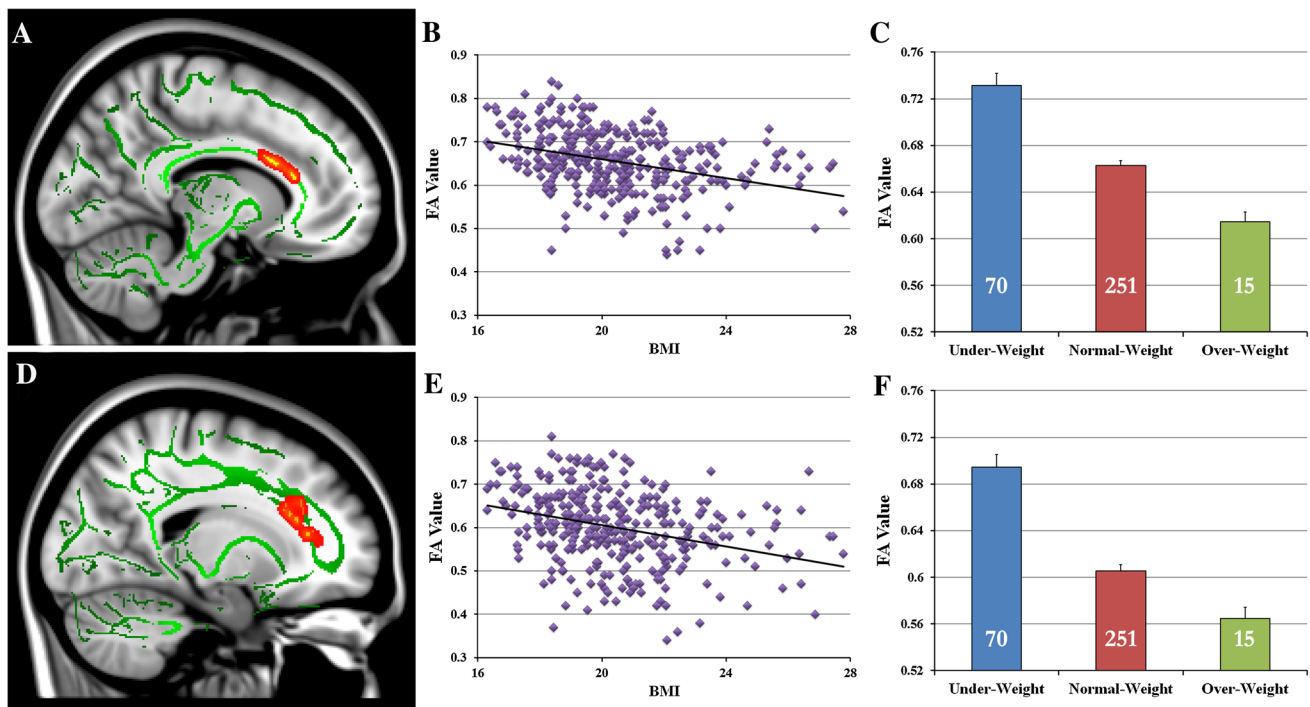 A
B
0.9
0.8
0.7
0.6
0.5
0.4
0.3
FA Value
16
20
24
28
BMI
C
0.76
0.72
0.68
0.64
0.60
0.56
0.52
FA Value
70
251
15
Under-Weight
Normal-Weight
Over-Weight
D
E
0.9
0.8
0.7
0.6
0.5
0.4
0.3
FA Value
16
20
24
28
BMI
F
0.76
0.72
0.68
0.64
0.6
0.56
0.52
FA Value
70
251
15
Under-Weight
Normal-Weight
Over-Weight